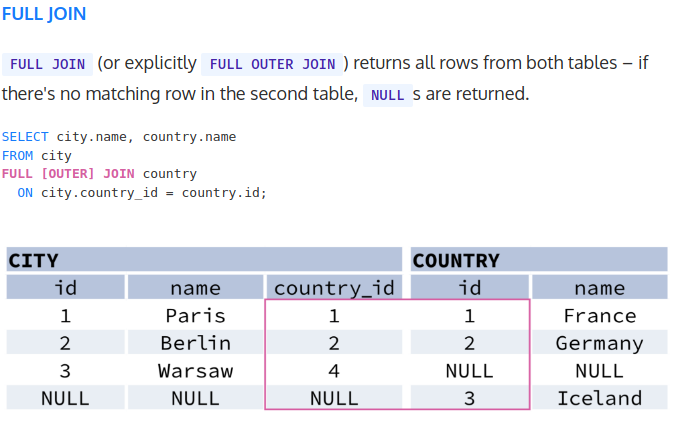 FULL JOIN
FULL JOIN (or explicitly FULL OUTER JOIN ) returns all rows from both tables – if
there's no matching row in the second table, NULL s are returned.
SELECT city.name, country.name
FROM city
FULL [OUTER] JOIN country
ON city.country_id = country.id;
CITY COUNTRY
id name country_id id name
1 Paris 1 1 France
2 Berlin 2 2 Germany
3 Warsaw 4 NULL NULL
NULL NULL NULL 3 Iceland